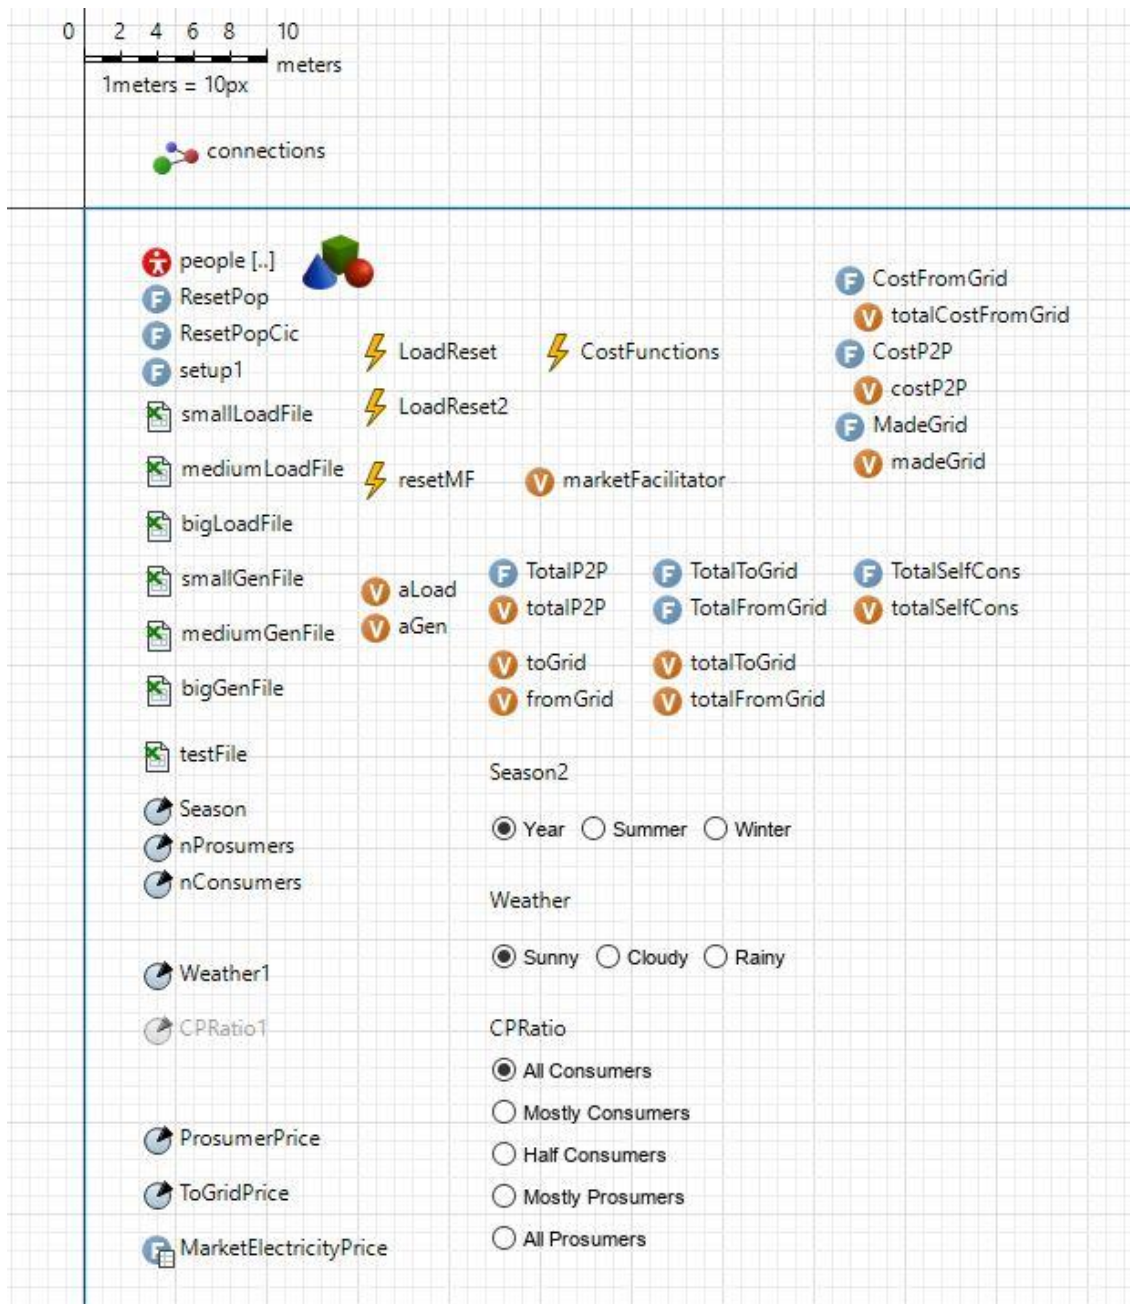 0 2 4 6 8 10
meters
1meters = 10px
connections
people [..]
ResetPop
ResetPopCic
setup1
smallLoadFile
mediumLoadFile
bigLoadFile
smallGenFile
mediumGenFile
bigGenFile
testFile
Season
nProsumers
nConsumers
Weather1
CPRatio1
ProsumerPrice
ToGridPrice
MarketElectricityPrice
LoadReset
CostFunctions
LoadReset2
resetMF
marketFacilitator
aLoad
aGen
CostFromGrid
totalCostFromGrid
CostP2P
costP2P
MadeGrid
madeGrid
TotalP2P TotalToGrid TotalSelfCons
totalP2P TotalFromGrid totalSelfCons
toGrid totalToGrid
fromGrid totalFromGrid
Season2
Year Summer Winter
Weather
Sunny Cloudy Rainy
CPRatio
All Consumers
Mostly Consumers
Half Consumers
Mostly Prosumers
All Prosumers